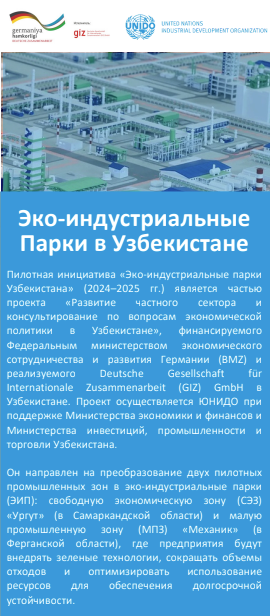 germaniya
hamkorligi
giz
UNIDO
UNITED NATIONS
INDUSTRIAL DEVELOPMENT ORGANIZATION
Эко-индустриальные
Парки в Узбекистане
Пилотная инициатива «Эко-индустриальные парки
Узбекистана» (2024–2025 гг.) является частью
проекта «Развитие частного сектора и
консультирование по вопросам экономической
политики в Узбекистане», финансируемого
Федеральным министерством экономического
сотрудничества и развития Германии (BMZ) и
реализуемого Deutsche Gesellschaft für
Internationale Zusammenarbeit (GIZ) GmbH в
Узбекистане. Проект осуществляется ЮНИДО при
поддержке Министерства экономики и финансов и
Министерства инвестиций, промышленности и
торговли Узбекистана.
Он направлен на преобразование двух пилотных
промышленных зон в эко-индустриальные парки
(ЭИП): свободную экономическую зону (СЭЗ)
«Ургут» (в Самаркандской области) и малую
промышленную зону (МПЗ) «Механик» (в
Ферганской области), где предприятия будут
внедрять зеленые технологии, сокращать объемы
отходов и оптимизировать использование
ресурсов для обеспечения долгосрочной
устойчивости.